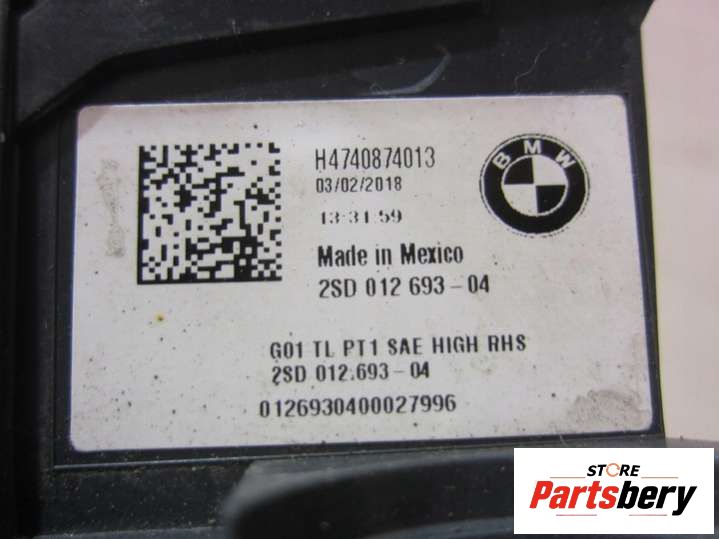 H4740874013
03/02/2018
13:31:59
BMW
Made in Mexico
2SD 012 693-04
G01 TL PT1 SAE HIGH RHS
2SD 012.693-04
0126930400027996
STORE
Partsbery